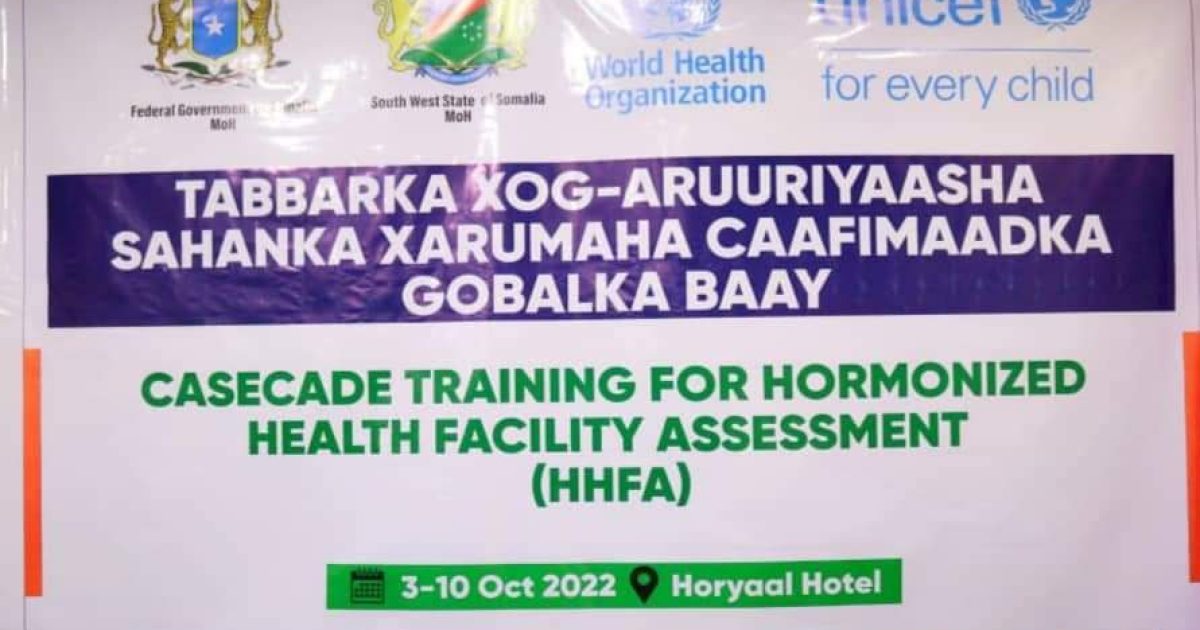 Federal Government
MoH
South West State of Somalia
MoH
World Health
Organization
unicef
for every child
TABBARKA XOG-ARUURIYAASHA
SAHANKA XARUMAHA CAAFIMAADKA
GOBALKA BAAY
CASECADE TRAINING FOR HORMONIZED
HEALTH FACILITY ASSESSMENT
(HHFA)
3-10 Oct 2022 Horyaal Hotel